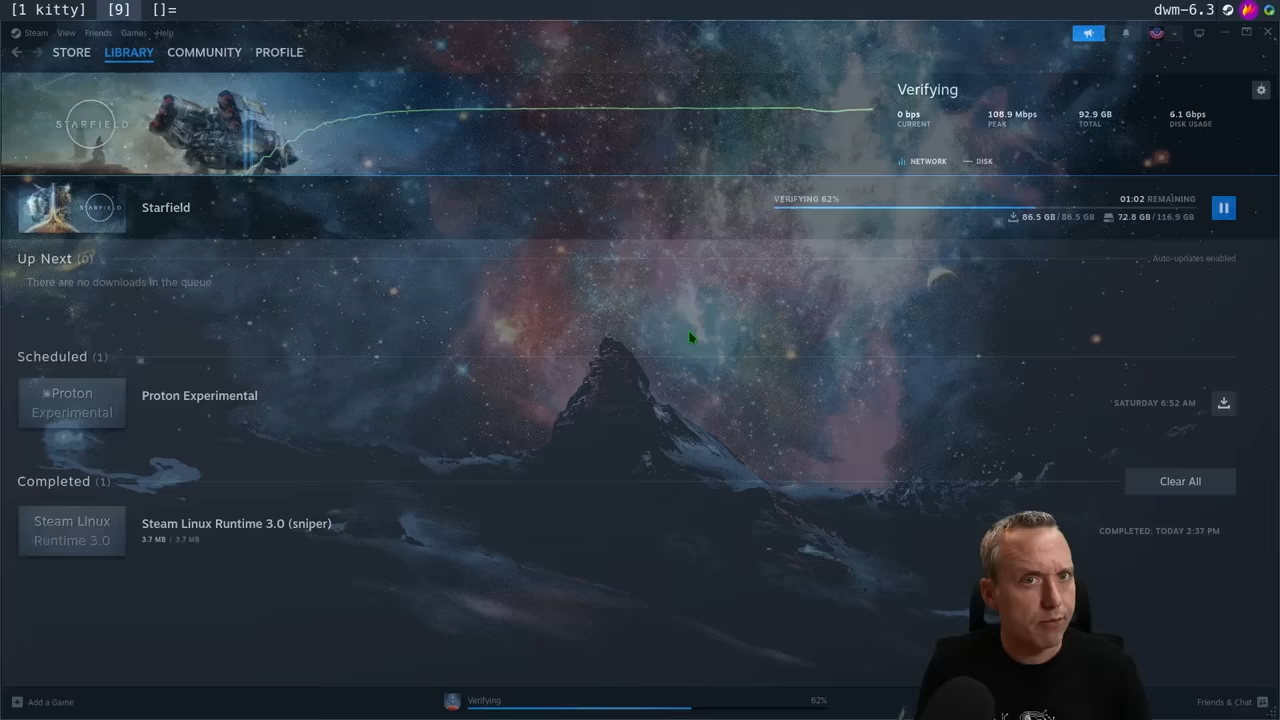 [1 kitty] [9] []= dwm-6.3
Steam View Friends Games Help
STORE LIBRARY COMMUNITY PROFILE
STARFIELD
Verifying
0 bps 108.9 Mbps 92.9 GB 6.1 Gbps
CURRENT PEAK TOTAL DISK USAGE
NETWORK DISK
STARFIELD
Starfield
VERIFYING 62% 01:02 REMAINING
86.5 GB / 86.5 GB 72.8 GB / 116.9 GB
Up Next (0) Auto-updates enabled
There are no downloads in the queue
Scheduled (1)
Proton
Experimental
Proton Experimental
SATURDAY 6:52 AM
Completed (1) Clear All
Steam Linux
Runtime 3.0
Steam Linux Runtime 3.0 (sniper)
3.7 MB / 3.7 MB
COMPLETED: TODAY 2:37 PM
Add a Game Verifying 62% Friends & Chat